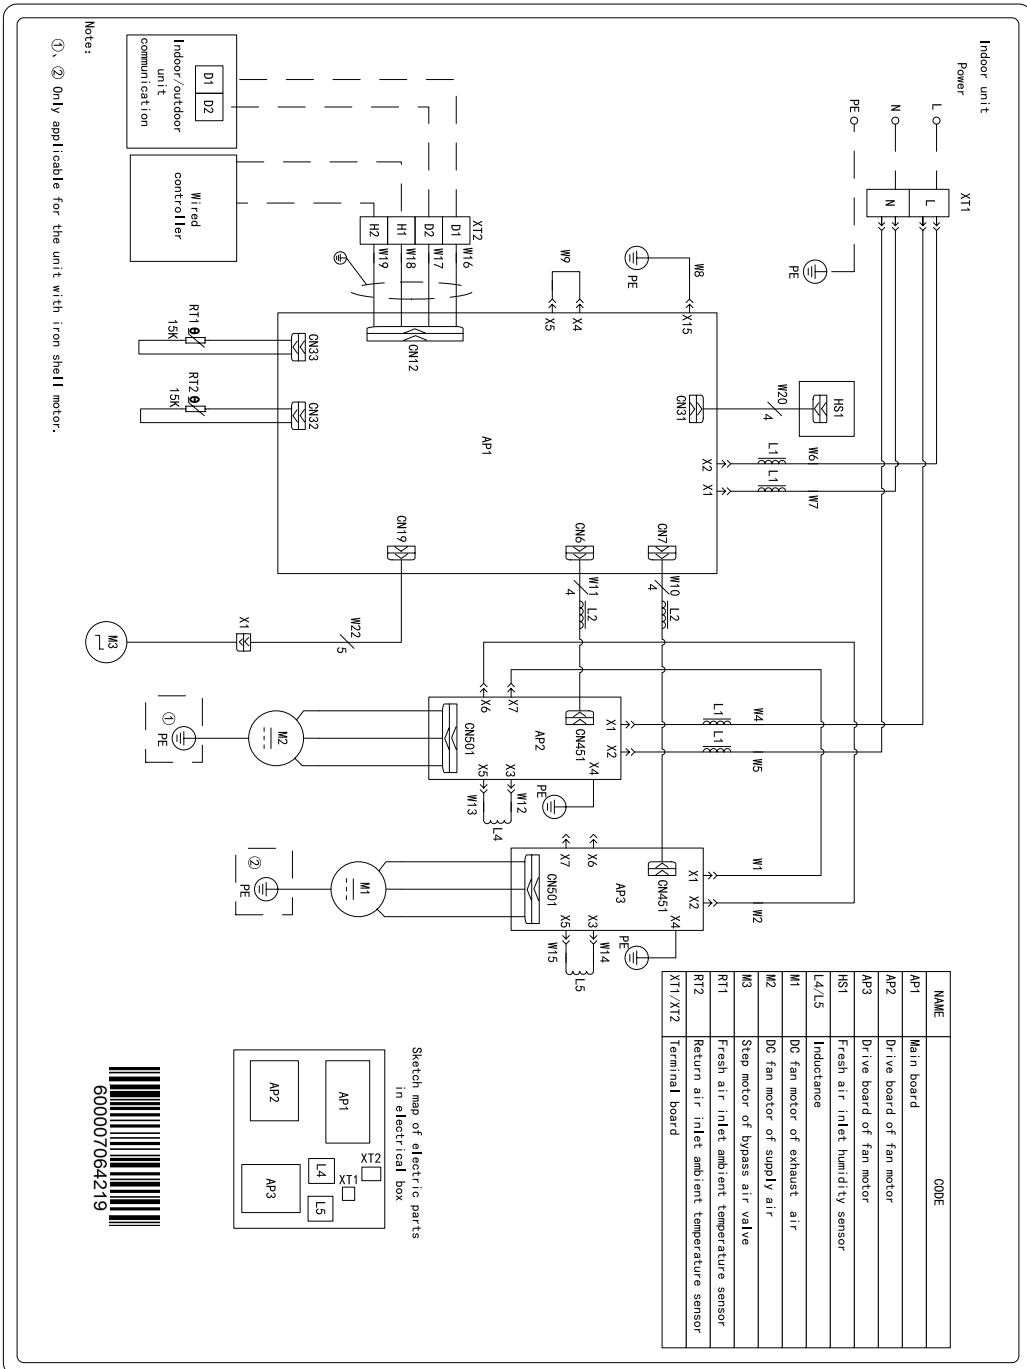 Indoor unit
Power
L
N
PE
XT1
N
L
PE
W8
PE
X15
W9
X4
X5
HS1
W20
4
CN31
L1
W6
L1
W7
X2
X1
Indoor/outdoor
unit
communication
D1
D2
Wired
controller
XT2
D1
D2
H1
H2
W16
W17
W18
W19
CN12
AP1
RT1
θ
15K
CN33
RT2
θ
15K
CN32
CN19
CN6
CN7
W11
4
L2
W10
4
L2
W22
5
X1
M3
L1
W4
L1
W5
X6
X7
X1
X2
CN451
AP2
CN501
X4
X5
X3
PE
W13
W12
L4
M2
①
PE
W1
W2
X7
X6
X1
X2
CN451
AP3
CN501
X4
X5
X3
PE
W15
W14
L5
M1
②
PE
NAME CODE
AP1 Main board
AP2 Drive board of fan motor
AP3 Drive board of fan motor
HS1 Fresh air inlet humidity sensor
L4/L5 Inductance
M1 DC fan motor of exhaust air
M2 DC fan motor of supply air
M3 Step motor of bypass air valve
RT1 Fresh air inlet ambient temperature sensor
RT2 Return air inlet ambient temperature sensor
XT1/XT2 Terminal board
Sketch map of electric parts
in electrical box
AP1
AP2
AP3
XT2
XT1
L4
L5
600007064219
Note:
①、② Only applicable for the unit with iron shell motor.